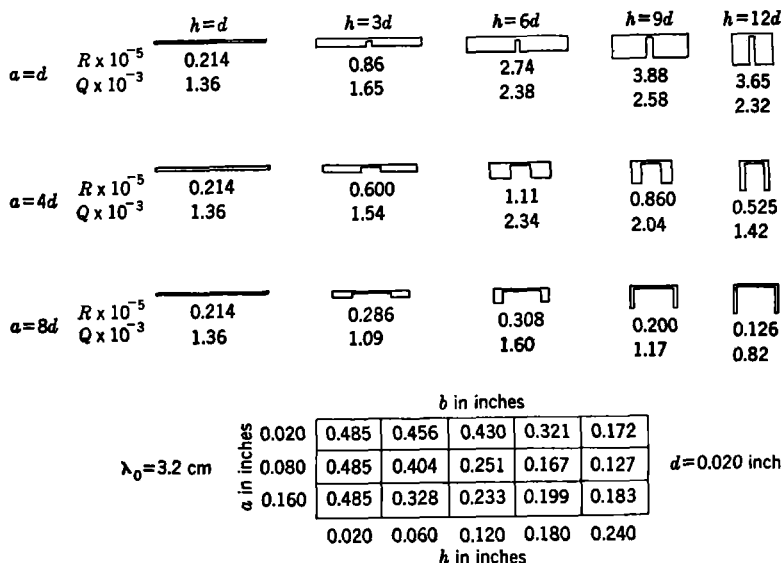 h=d h=3d h=6d h=9d h=12d
a=d R × 10⁻⁵ 0.214 0.86 2.74 3.88 3.65
Q × 10⁻³ 1.36 1.65 2.38 2.58 2.32
a=4d R × 10⁻⁵ 0.214 0.600 1.11 0.860 0.525
Q × 10⁻³ 1.36 1.54 2.34 2.04 1.42
a=8d R × 10⁻⁵ 0.214 0.286 0.308 0.200 0.126
Q × 10⁻³ 1.36 1.09 1.60 1.17 0.82
b in inches
a in inches
0.020 0.485 0.456 0.430 0.321 0.172
λ₀=3.2 cm 0.080 0.485 0.404 0.251 0.167 0.127 d=0.020 inch
0.160 0.485 0.328 0.233 0.199 0.183
0.020 0.060 0.120 0.180 0.240
h in inches